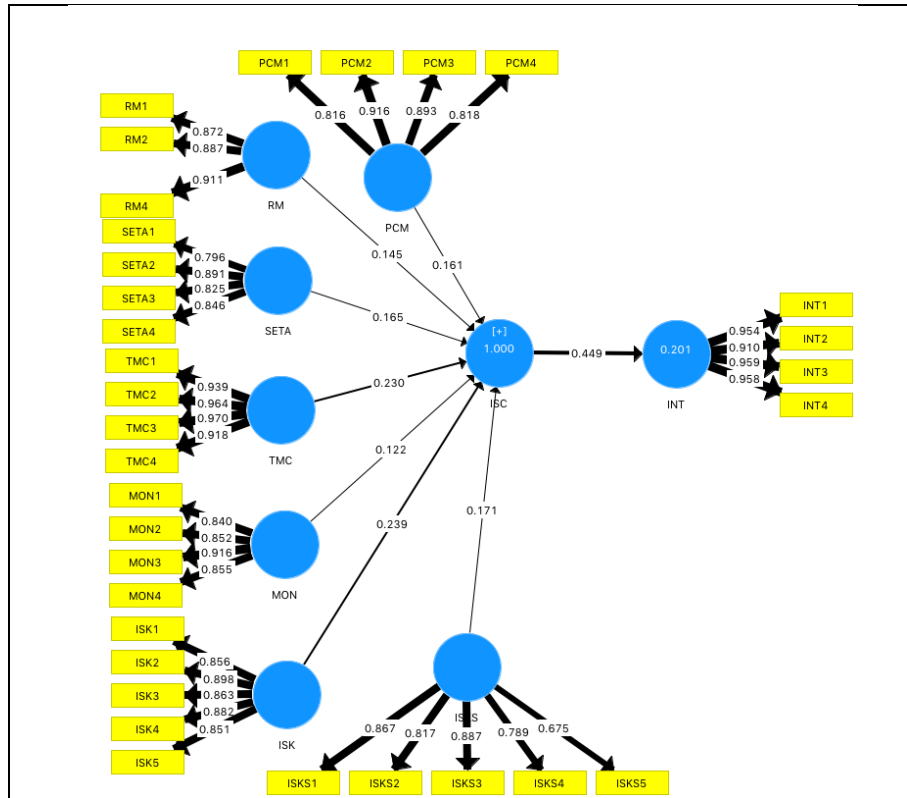 PCM1 PCM2 PCM3 PCM4
0.816 0.916 0.893 0.818
PCM
RM1
RM2
RM4
0.872
0.887
0.911
RM
0.145
0.161
SETA1
SETA2
SETA3
SETA4
0.796
0.891
0.825
0.846
SETA
0.165
TMC1
TMC2
TMC3
TMC4
0.939
0.964
0.970
0.918
TMC
0.230
[+]
1.000
ISC
0.449
0.201
INT
0.954
0.910
0.959
0.958
INT1
INT2
INT3
INT4
MON1
MON2
MON3
MON4
0.840
0.852
0.916
0.855
MON
0.122
0.239
0.171
ISK1
ISK2
ISK3
ISK4
ISK5
0.856
0.898
0.863
0.882
0.851
ISK
ISKS
0.867 0.817 0.887 0.789 0.675
ISKS1 ISKS2 ISKS3 ISKS4 ISKS5